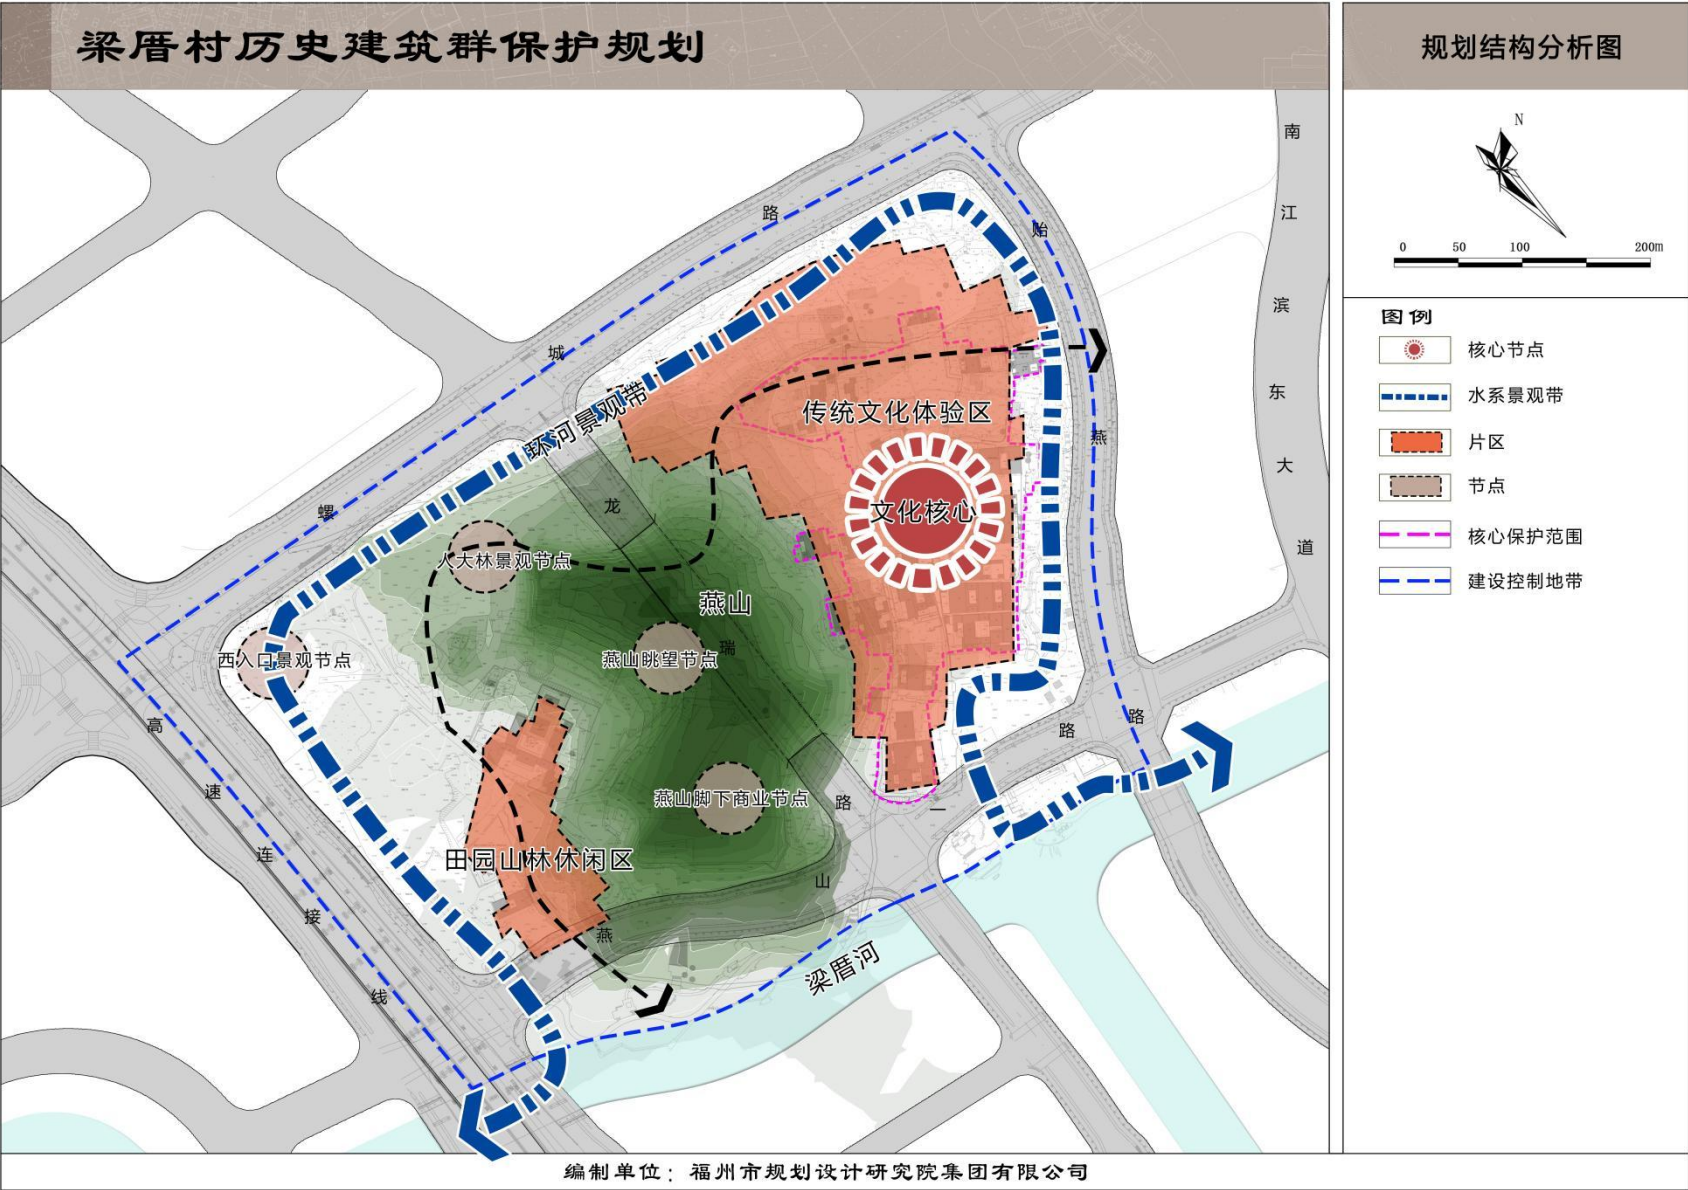 梁厝村历史建筑群保护规划
规划结构分析图
N
0 50 100 200m
图例
核心节点
水系景观带
片区
节点
核心保护范围
建设控制地带
南江滨东大道
螺城路
贻燕路
环河景观带
传统文化体验区
文化核心
龙瑞路
人大林景观节点
燕山
西入口景观节点
燕山眺望节点
燕山脚下商业节点
田园山林休闲区
高速连接线
燕山一路
梁厝河
编制单位：福州市规划设计研究院集团有限公司